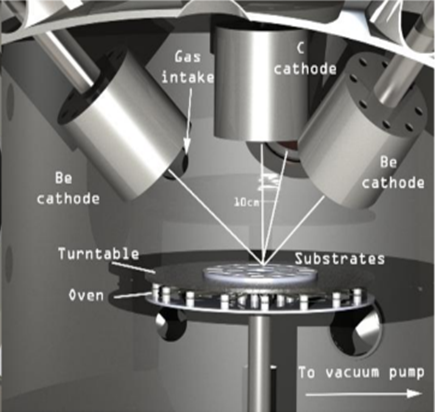 C
cathode
Gas
intake
Be
cathode
Be
cathode
10cm
Turntable
Substrates
Oven
To vacuum pump